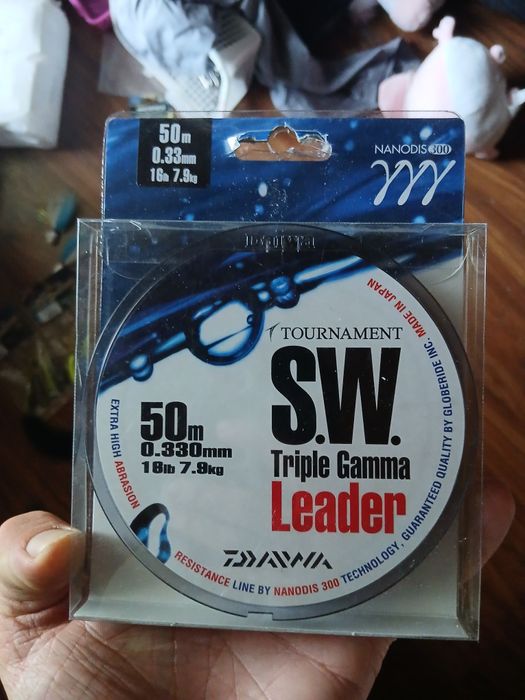 50m
0.33mm
16lb 7.9kg
NANODIS 300
γγγ
TOURNAMENT
S.W.
Triple Gamma
Leader
50m
0.330mm
16lb 7.9kg
DAIWA
EXTRA HIGH ABRASION RESISTANCE LINE BY NANODIS 300 TECHNOLOGY, GUARANTEED QUALITY BY GLOBERIDE INC. MADE IN JAPAN